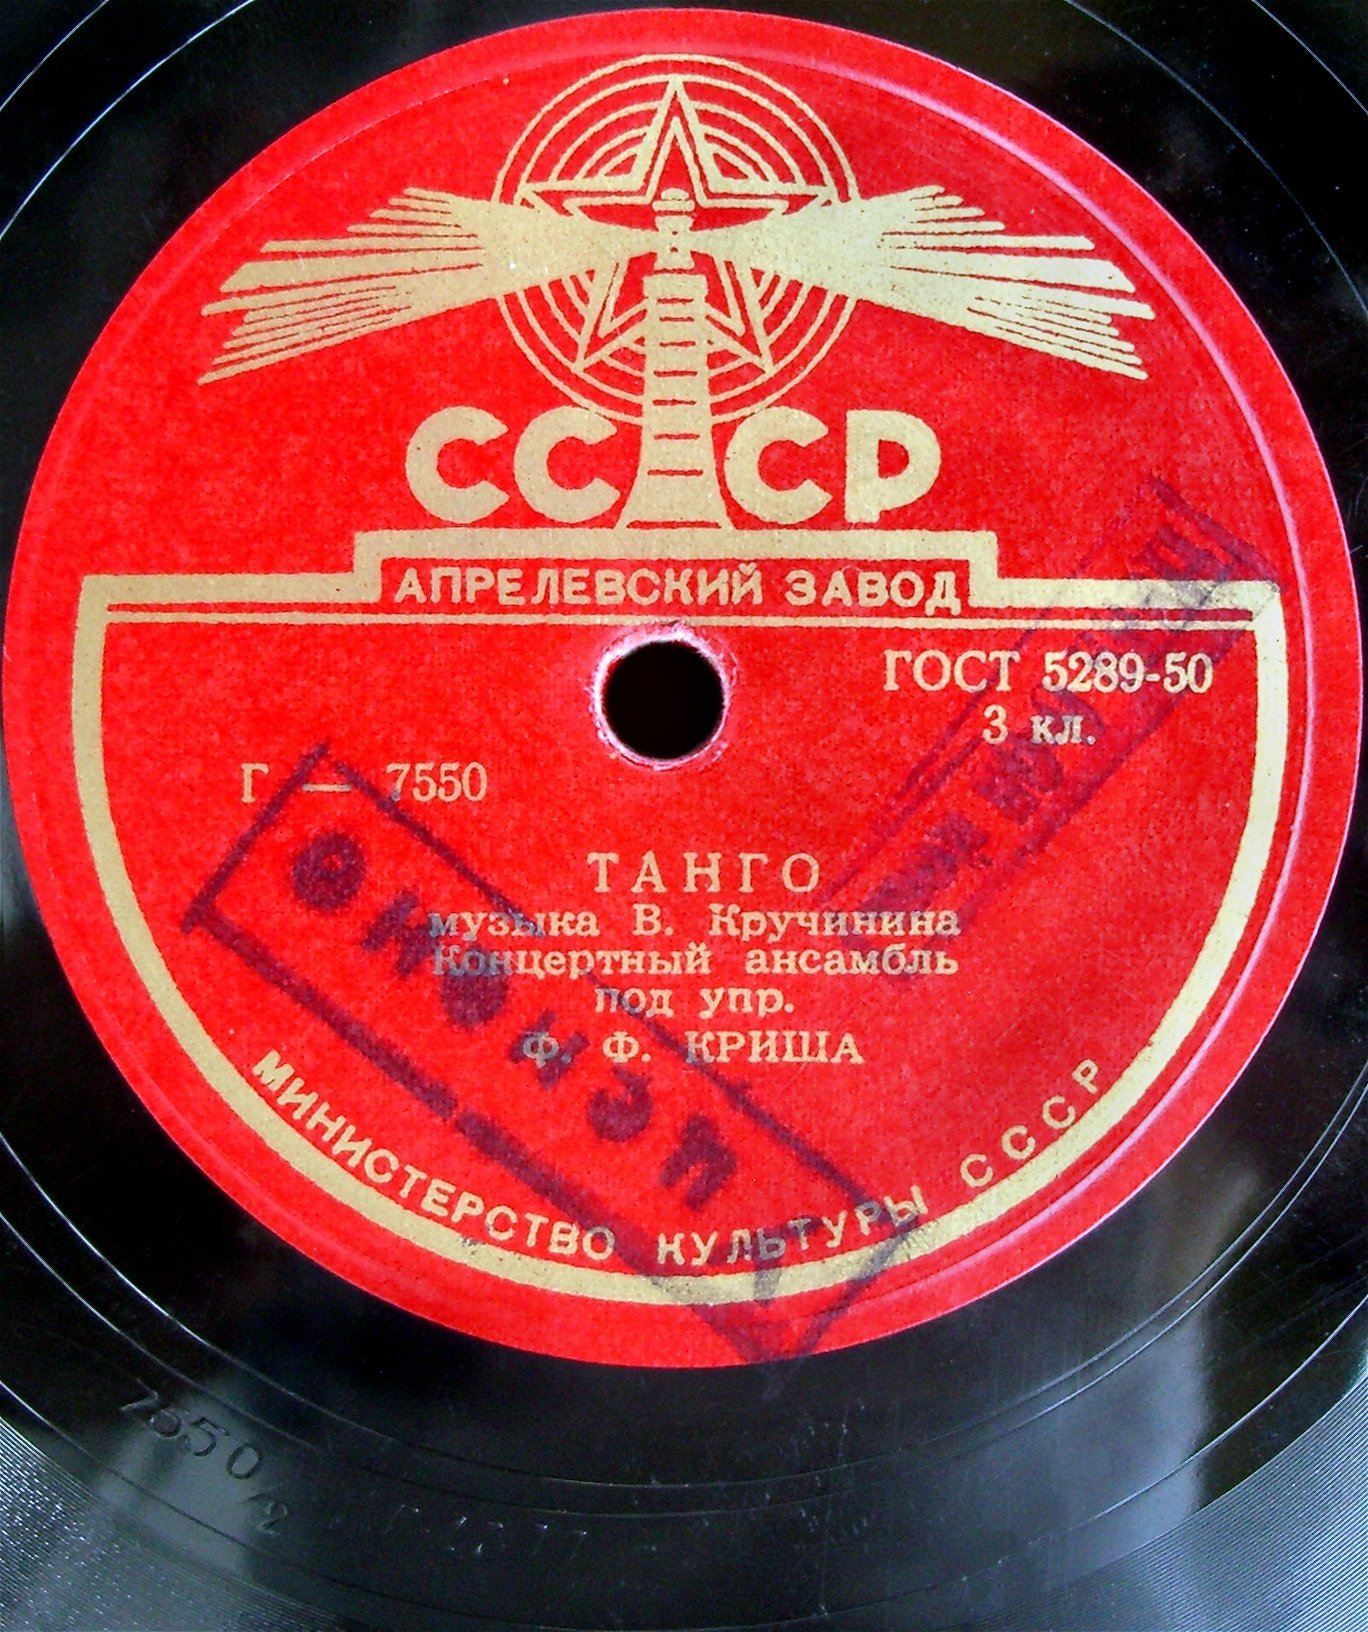 СССР
АПРЕЛЕВСКИЙ ЗАВОД
ГОСТ 5289-50
3 кл.
Г — 7550
ТАНГО
музыка В. Кручинина
Концертный ансамбль
под упр.
Ф. Ф. КРИША
МИНИСТЕРСТВО КУЛЬТУРЫ СССР
7550